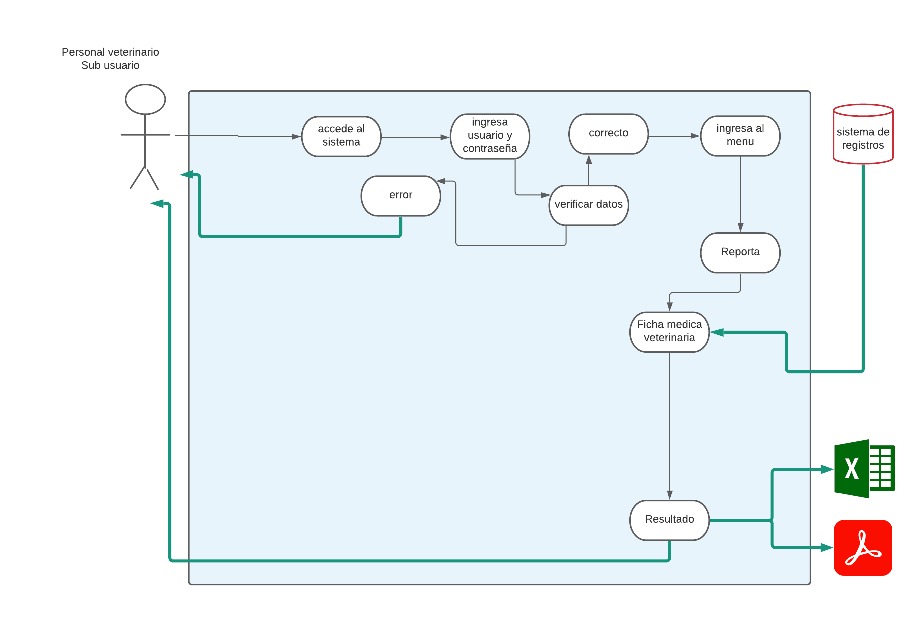 Personal veterinario
Sub usuario
accede al
sistema
ingresa
usuario y
contraseña
correcto
ingresa al
menu
sistema de
registros
error
verificar datos
Reporta
Ficha medica
veterinaria
X
Resultado